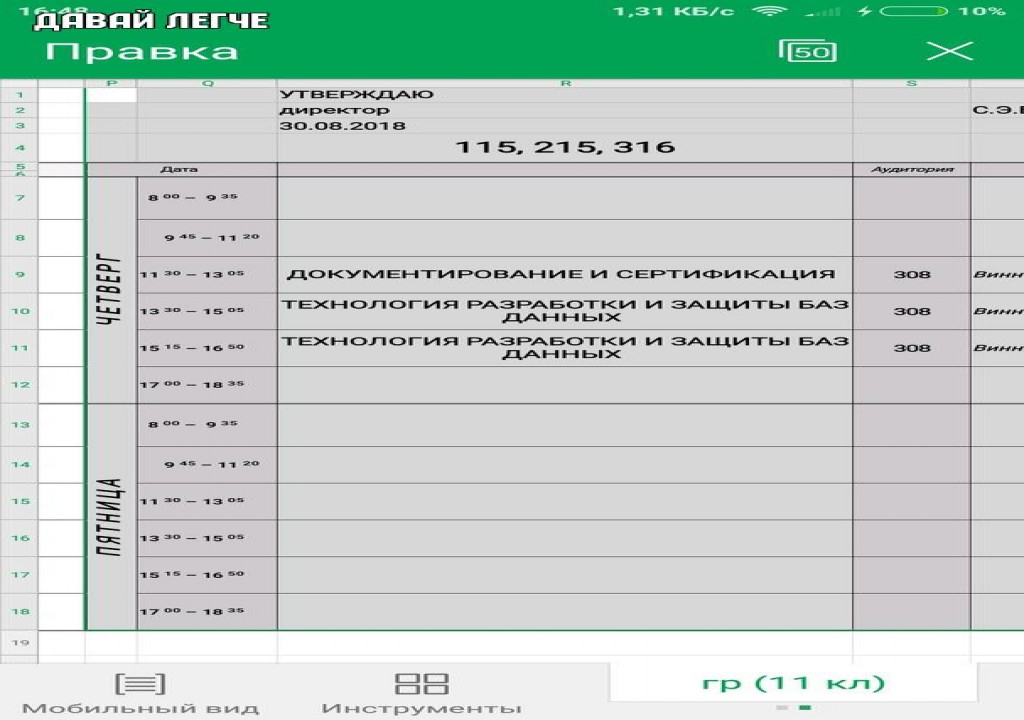 16:48
ДАВАЙ ЛЕГЧЕ
1,31 КБ/с
10%
Правка
50
P Q R S
1 УТВЕРЖДАЮ
2 директор С.Э.
3 30.08.2018
4 115, 215, 316
5 Дата Аудитория
6
ЧЕТВЕРГ
7 8 00 – 9 35
8 9 45 – 11 20
9 11 30 – 13 05 ДОКУМЕНТИРОВАНИЕ И СЕРТИФИКАЦИЯ 308 Винн
10 13 30 – 15 05 ТЕХНОЛОГИЯ РАЗРАБОТКИ И ЗАЩИТЫ БАЗ
ДАННЫХ 308 Винн
11 15 15 – 16 50 ТЕХНОЛОГИЯ РАЗРАБОТКИ И ЗАЩИТЫ БАЗ
ДАННЫХ 308 Винн
12 17 00 – 18 35
ПЯТНИЦА
13 8 00 – 9 35
14 9 45 – 11 20
15 11 30 – 13 05
16 13 30 – 15 05
17 15 15 – 16 50
18 17 00 – 18 35
19
гр (11 кл)
Мобильный вид Инструменты